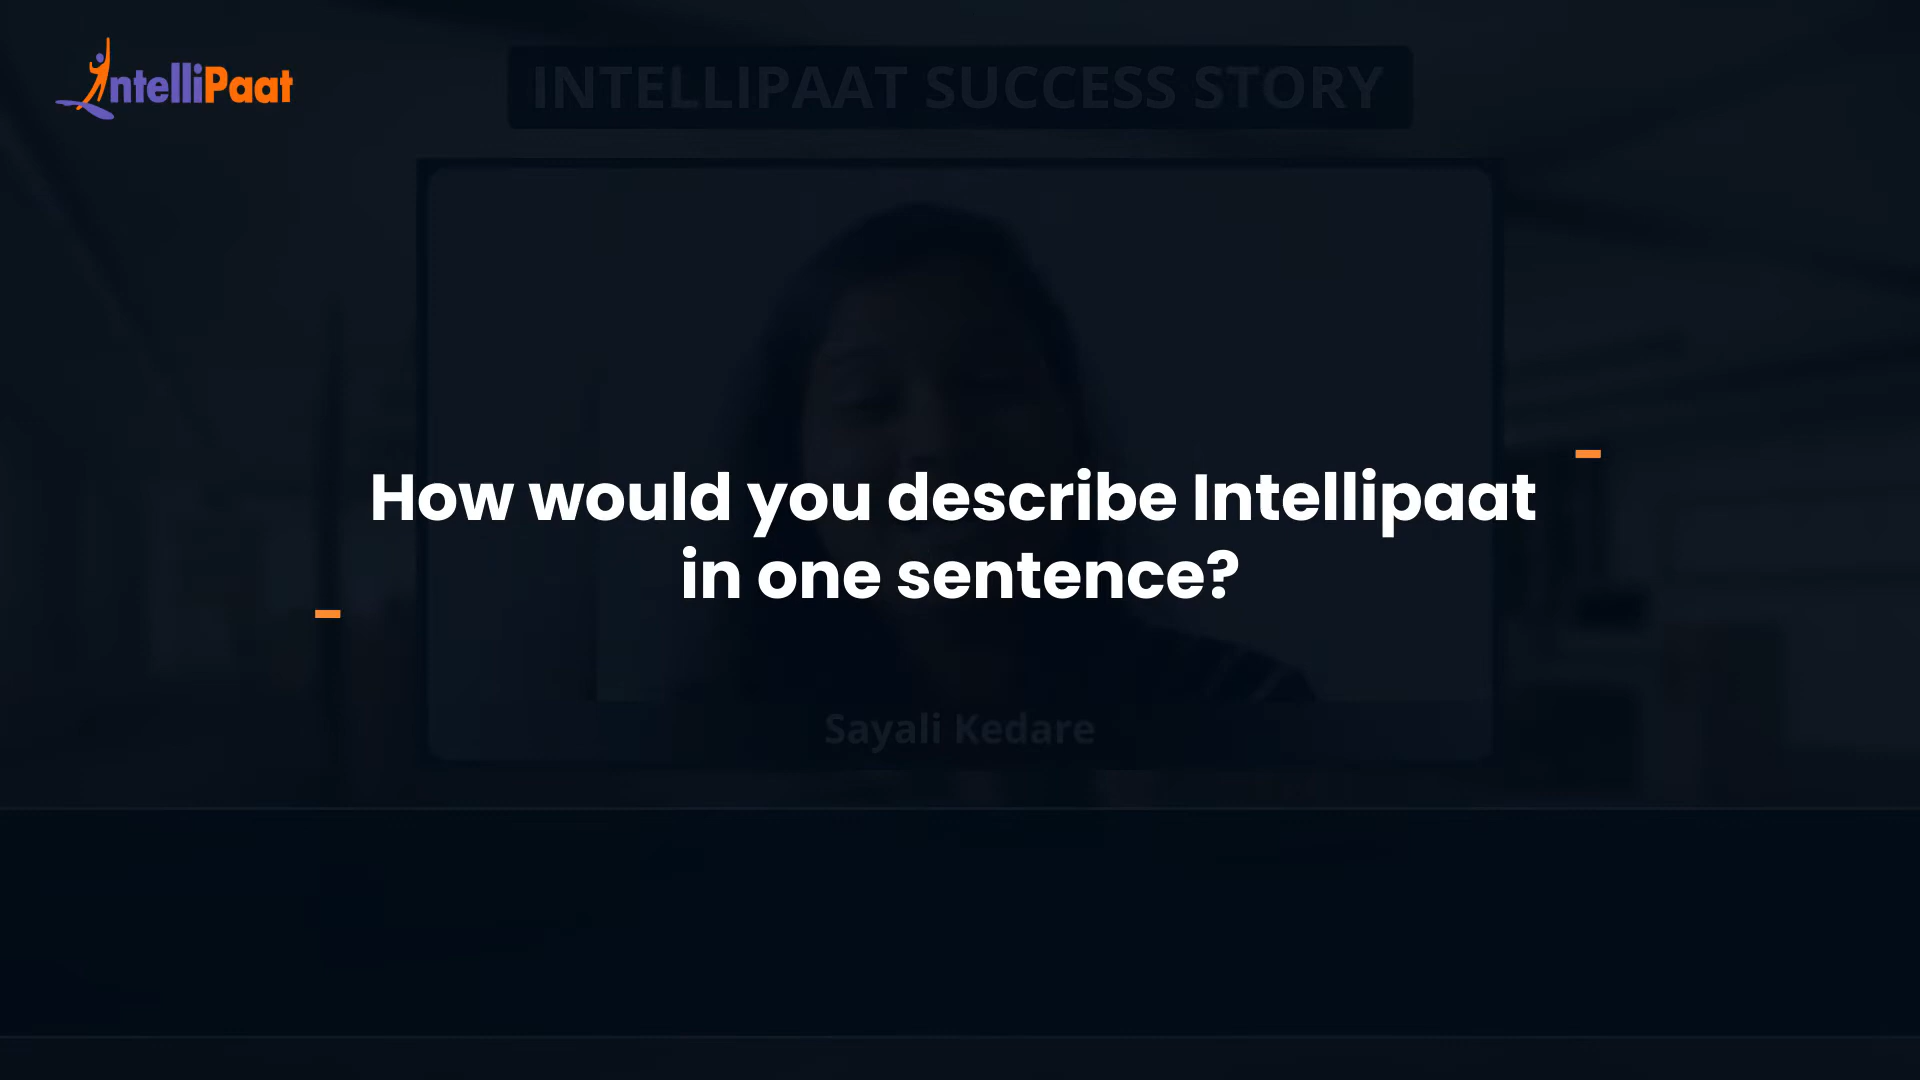 IntelliPaat
INTELLIPAAT SUCCESS STORY
How would you describe Intellipaat
in one sentence?
Sayali Kedare